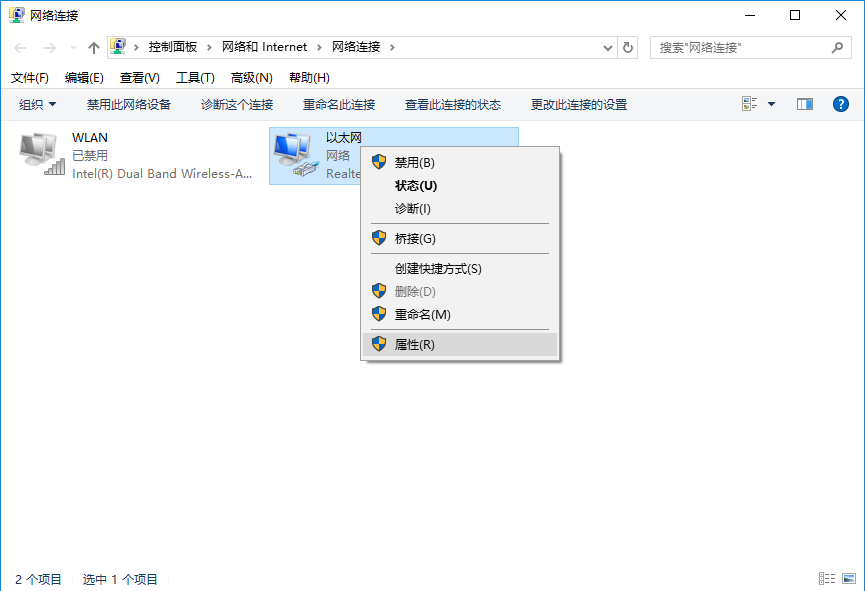 网络连接
控制面板 网络和 Internet 网络连接
搜索"网络连接"
文件(F) 编辑(E) 查看(V) 工具(T) 高级(N) 帮助(H)
组织 禁用此网络设备 诊断这个连接 重命名此连接 查看此连接的状态 更改此连接的设置
WLAN
已禁用
Intel(R) Dual Band Wireless-A...
以太网
网络
Realte
禁用(B)
状态(U)
诊断(I)
桥接(G)
创建快捷方式(S)
删除(D)
重命名(M)
属性(R)
2 个项目 选中 1 个项目